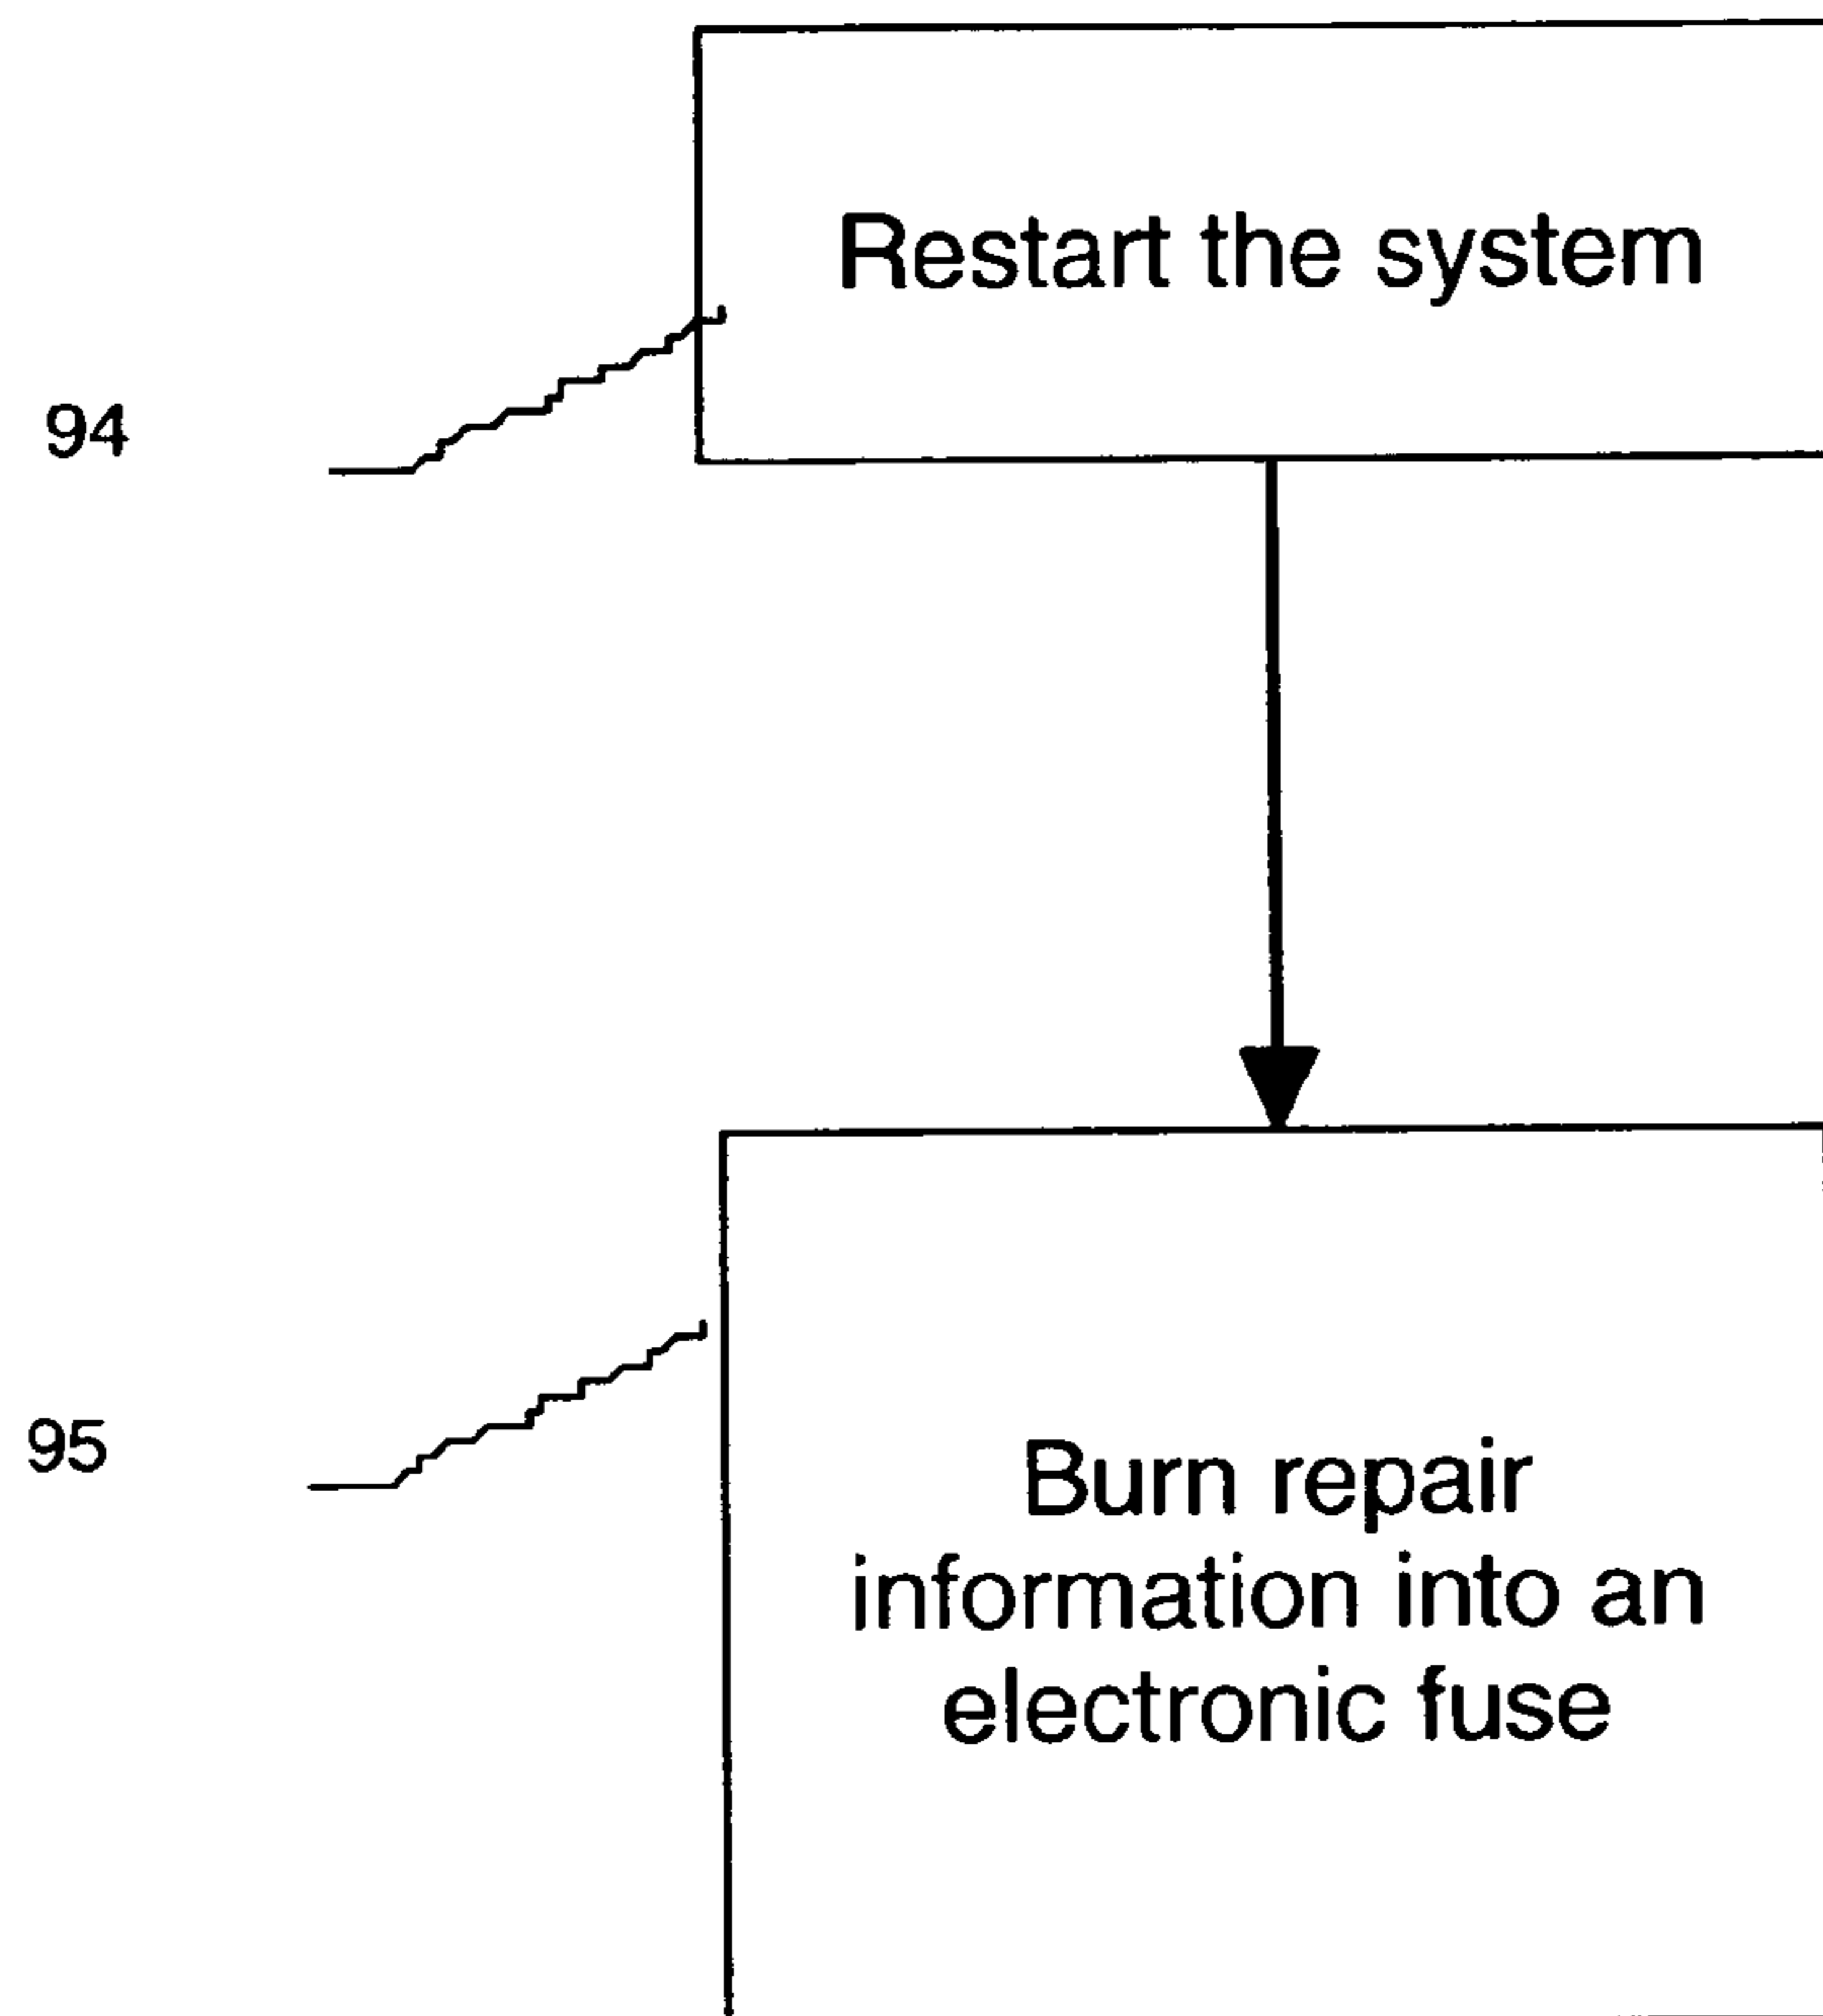 Restart the system
94
95
Burn repair
information into an
electronic fuse